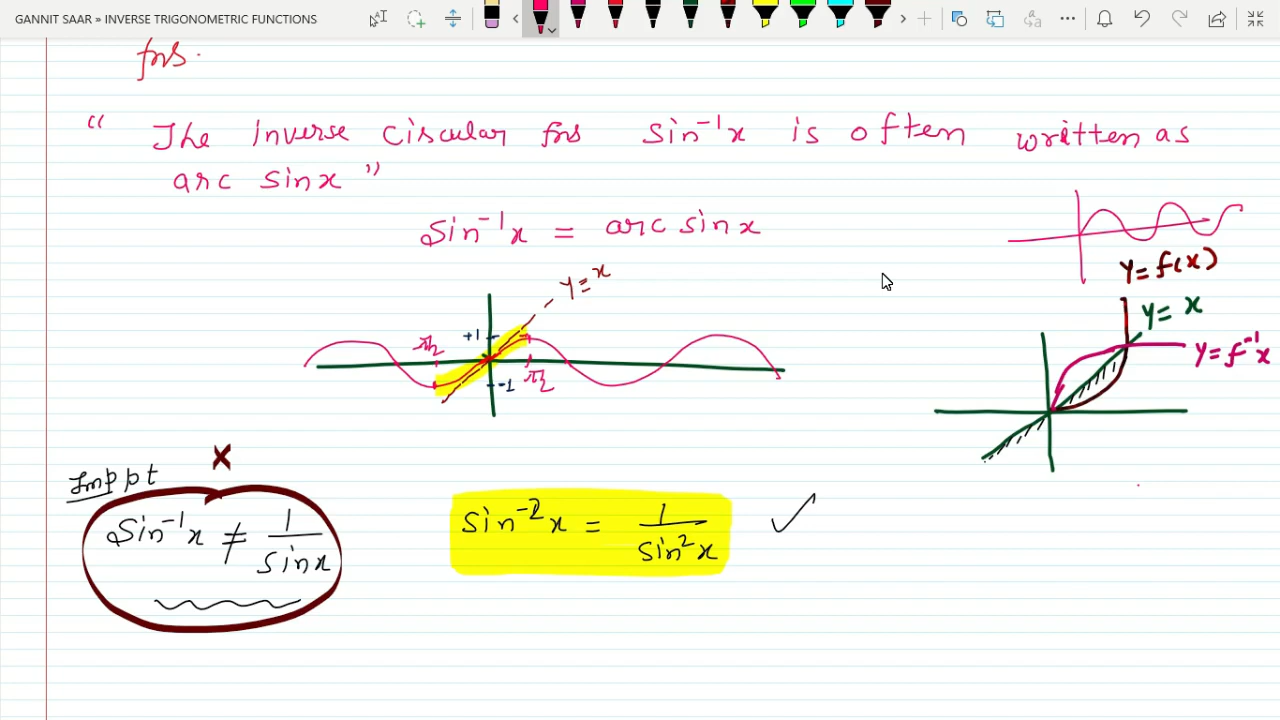 GANNIT SAAR » INVERSE TRIGONOMETRIC FUNCTIONS
fns.
" The Inverse Circular fns Sin⁻¹x is often written as
arc sinx"
Sin⁻¹x = arc sinx
y = f(x)
y = x
y = x
y = f⁻¹x
+1
π/2
-1
π/2
x
Imppt
Sin⁻¹x ≠ 1/sinx
sin⁻²x = 1/sin²x ✓